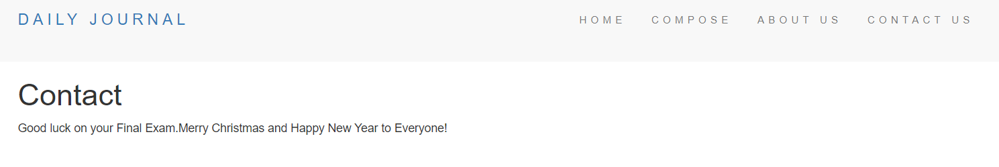 DAILY JOURNAL HOME COMPOSE ABOUT US CONTACT US
Contact
Good luck on your Final Exam.Merry Christmas and Happy New Year to Everyone!